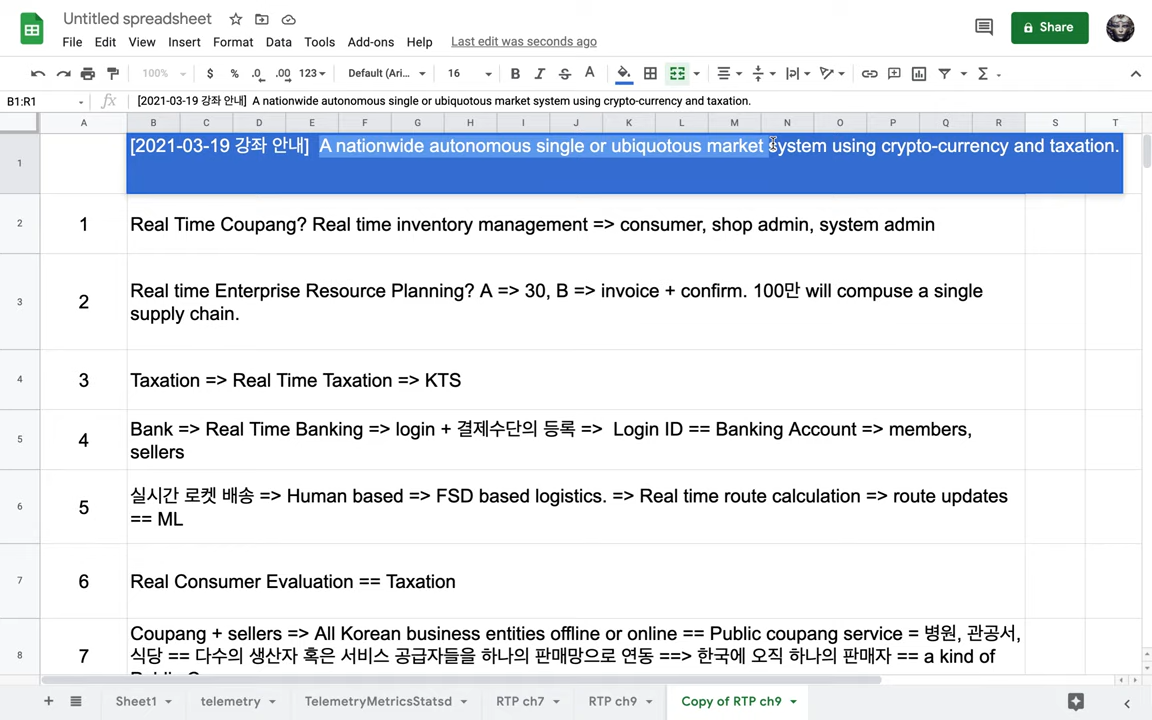 Untitled spreadsheet
File Edit View Insert Format Data Tools Add-ons Help Last edit was seconds ago
Share
100% $ % .0 .00 123 Default (Ari... 16 B I S A
B1:R1 fx [2021-03-19 강좌 안내] A nationwide autonomous single or ubiquotous market system using crypto-currency and taxation.
A B C D E F G H I J K L M N O P Q R S T
1 [2021-03-19 강좌 안내] A nationwide autonomous single or ubiquotous market system using crypto-currency and taxation.
2 1 Real Time Coupang? Real time inventory management => consumer, shop admin, system admin
3 2 Real time Enterprise Resource Planning? A => 30, B => invoice + confirm. 100만 will compuse a single
supply chain.
4 3 Taxation => Real Time Taxation => KTS
5 4 Bank => Real Time Banking => login + 결제수단의 등록 => Login ID == Banking Account => members,
sellers
6 5 실시간 로켓 배송 => Human based => FSD based logistics. => Real time route calculation => route updates
== ML
7 6 Real Consumer Evaluation == Taxation
8 7 Coupang + sellers => All Korean business entities offline or online == Public coupang service = 병원, 관공서,
식당 == 다수의 생산자 혹은 서비스 공급자들을 하나의 판매망으로 연동 ==> 한국에 오직 하나의 판매자 == a kind of
Sheet1 telemetry TelemetryMetricsStatsd RTP ch7 RTP ch9 Copy of RTP ch9